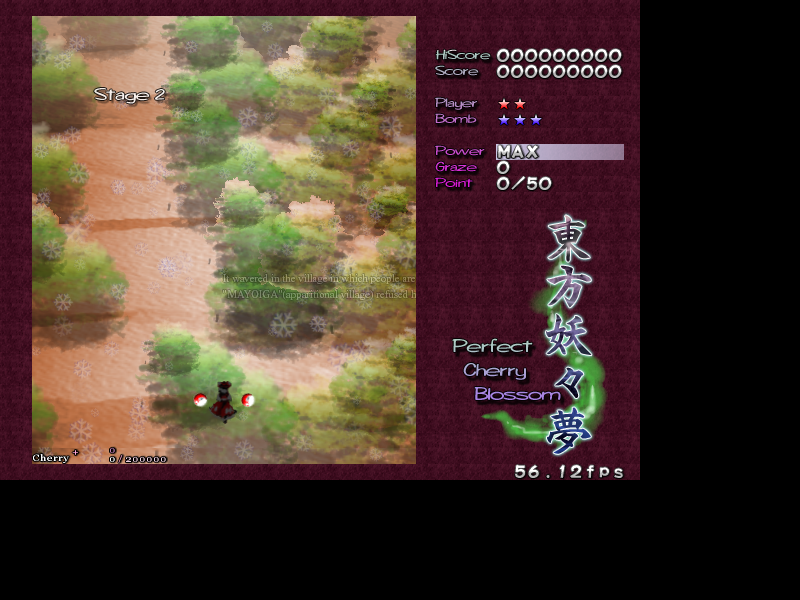 Stage 2
It wavered in the village in which people are
"MAYOIGA"(apparitional village) refused h
Cherry + 0
0/200000
HiScore 000000000
Score 000000000
Player
Bomb
Power MAX
Graze 0
Point 0/50
東方妖々夢
Perfect
Cherry
Blossom
56.12fps